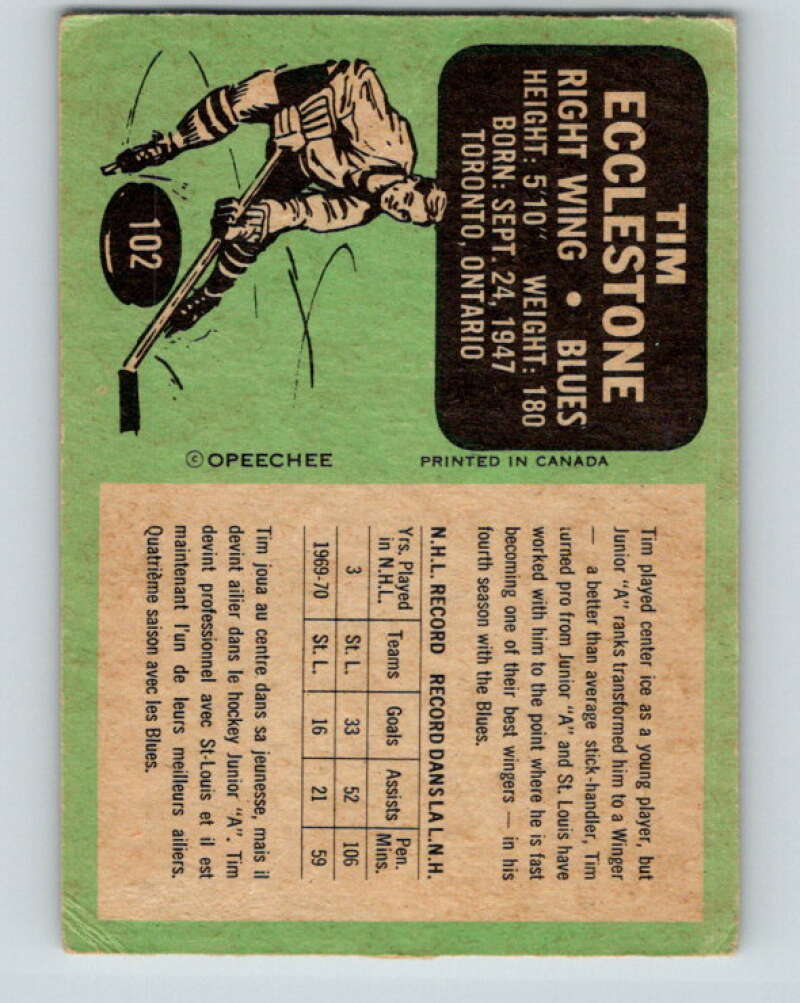 TIM
ECCLESTONE
RIGHT WING • BLUES
HEIGHT: 5'10" WEIGHT: 180
BORN: SEPT. 24, 1947
TORONTO, ONTARIO
102
© OPEECHEE PRINTED IN CANADA
Tim played center ice as a young player, but
Junior "A" ranks transformed him to a Winger
— a better than average stick-handler, Tim
turned pro from Junior "A" and St. Louis have
worked with him to the point where he is fast
becoming one of their best wingers — in his
fourth season with the Blues.
N.H.L. RECORD RECORD DANS LA L.N.H.
Yrs. Played in N.H.L. Teams Goals Assists Pen. Mins.
3 St. L. 33 52 106
1969-70 St. L. 16 21 59
Tim joua au centre dans sa jeunesse, mais il
devint ailier dans le hockey Junior "A". Tim
devint professionnel avec St-Louis et il est
maintenant l'un de leurs meilleurs ailiers.
Quatrième saison avec les Blues.